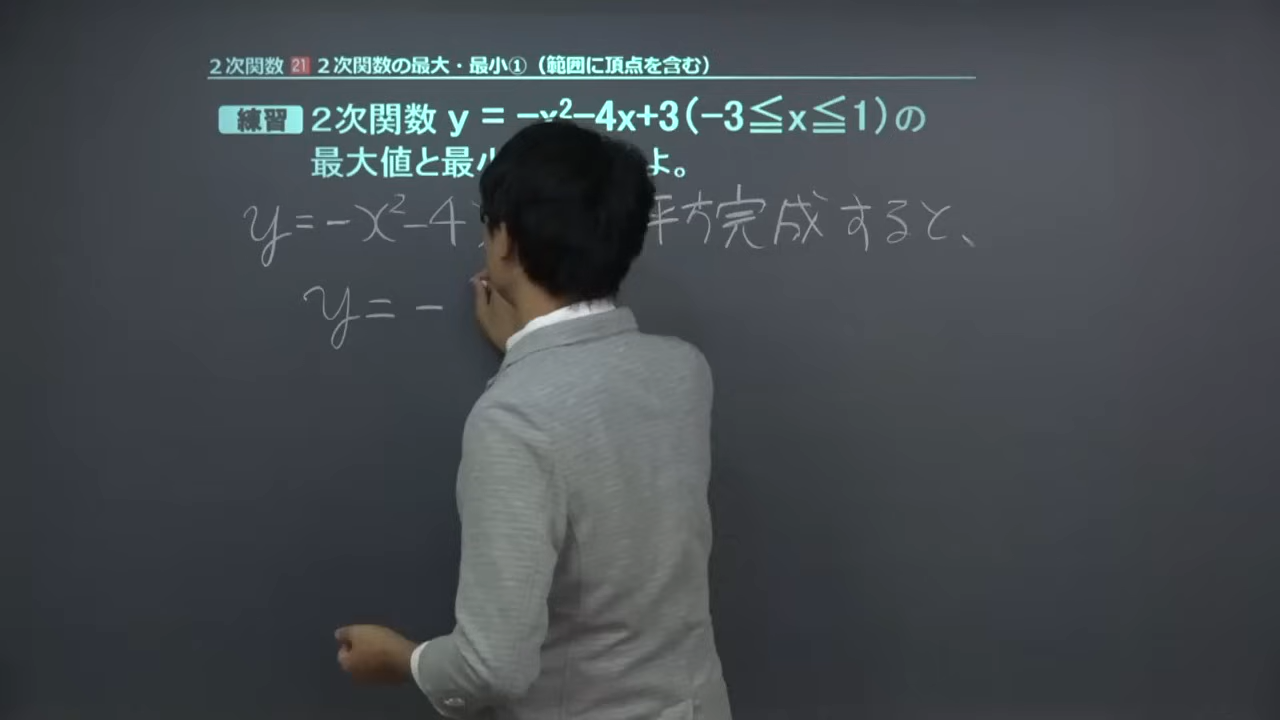 2次関数 21 2次関数の最大・最小①（範囲に頂点を含む）
練習 2次関数 y = −x²−4x+3（−3≦x≦1）の
最大値と最小 よ。
y=−x²−4 平方完成すると、
y=−